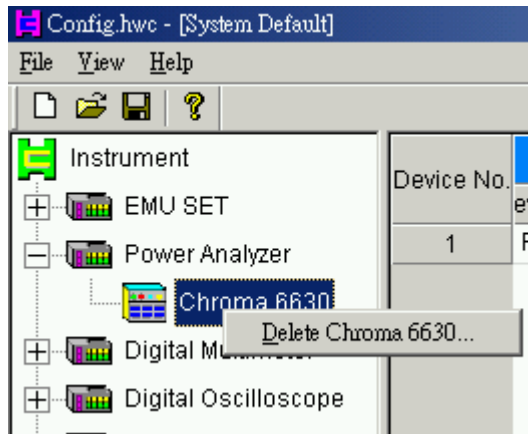 Config.hwc - [System Default]
File View Help
Instrument
Device No.
EMU SET
Power Analyzer
1
Chroma 6630
Delete Chroma 6630...
Digital
Digital Oscilloscope